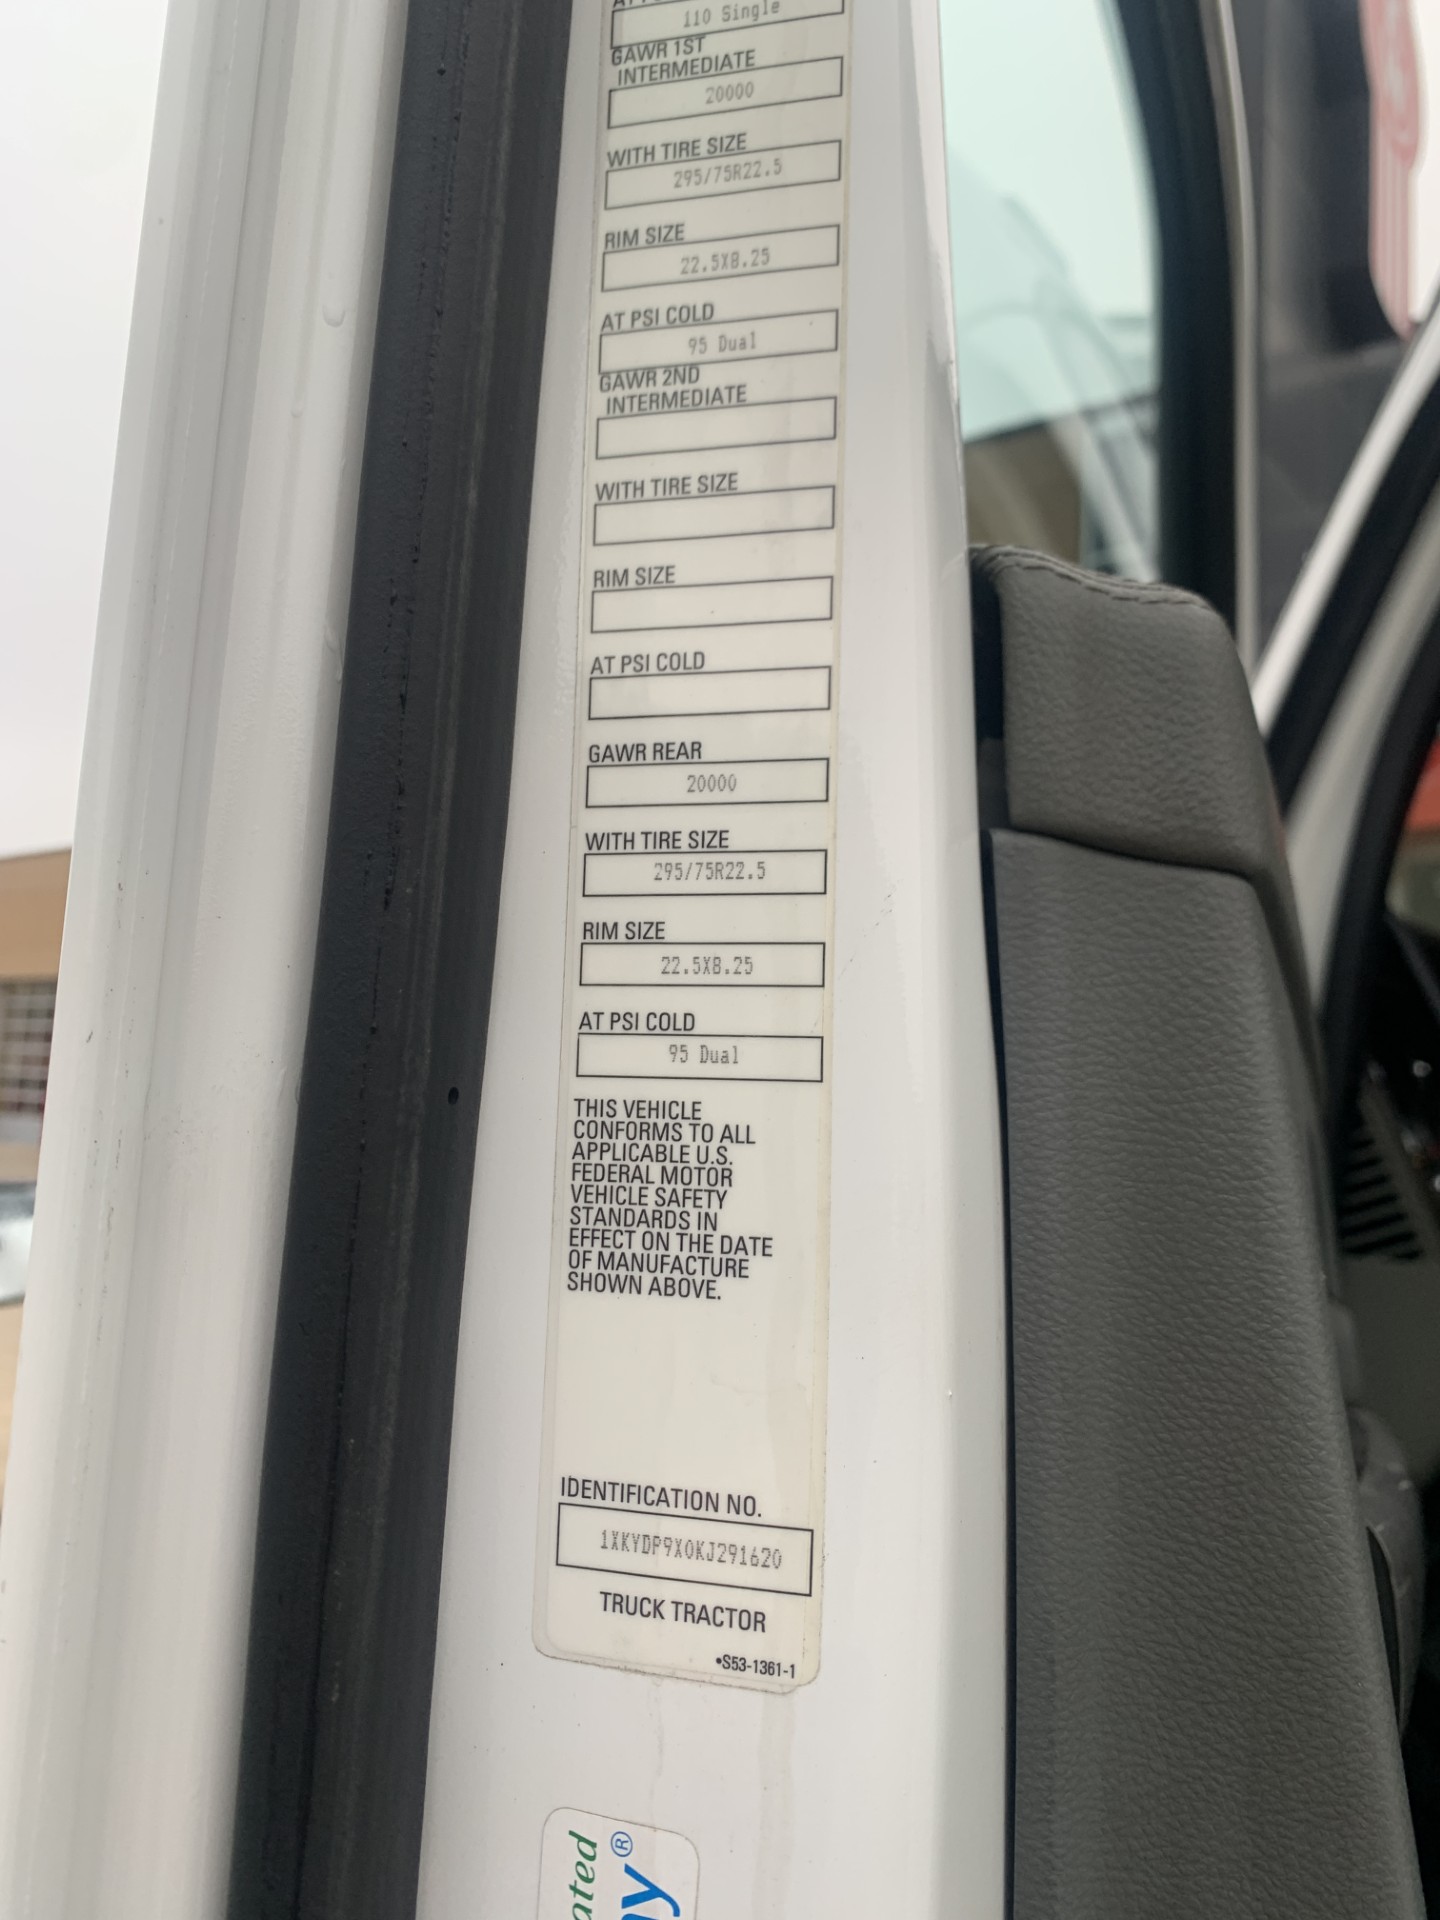 110 Single
GAWR 1ST
INTERMEDIATE
20000
WITH TIRE SIZE
295/75R22.5
RIM SIZE
22.5X8.25
AT PSI COLD
95 Dual
GAWR 2ND
INTERMEDIATE
WITH TIRE SIZE
RIM SIZE
AT PSI COLD
GAWR REAR
20000
WITH TIRE SIZE
295/75R22.5
RIM SIZE
22.5X8.25
AT PSI COLD
95 Dual
THIS VEHICLE
CONFORMS TO ALL
APPLICABLE U.S.
FEDERAL MOTOR
VEHICLE SAFETY
STANDARDS IN
EFFECT ON THE DATE
OF MANUFACTURE
SHOWN ABOVE.
IDENTIFICATION NO.
1XKYDP9X0KJ291620
TRUCK TRACTOR
•S53-1361-1